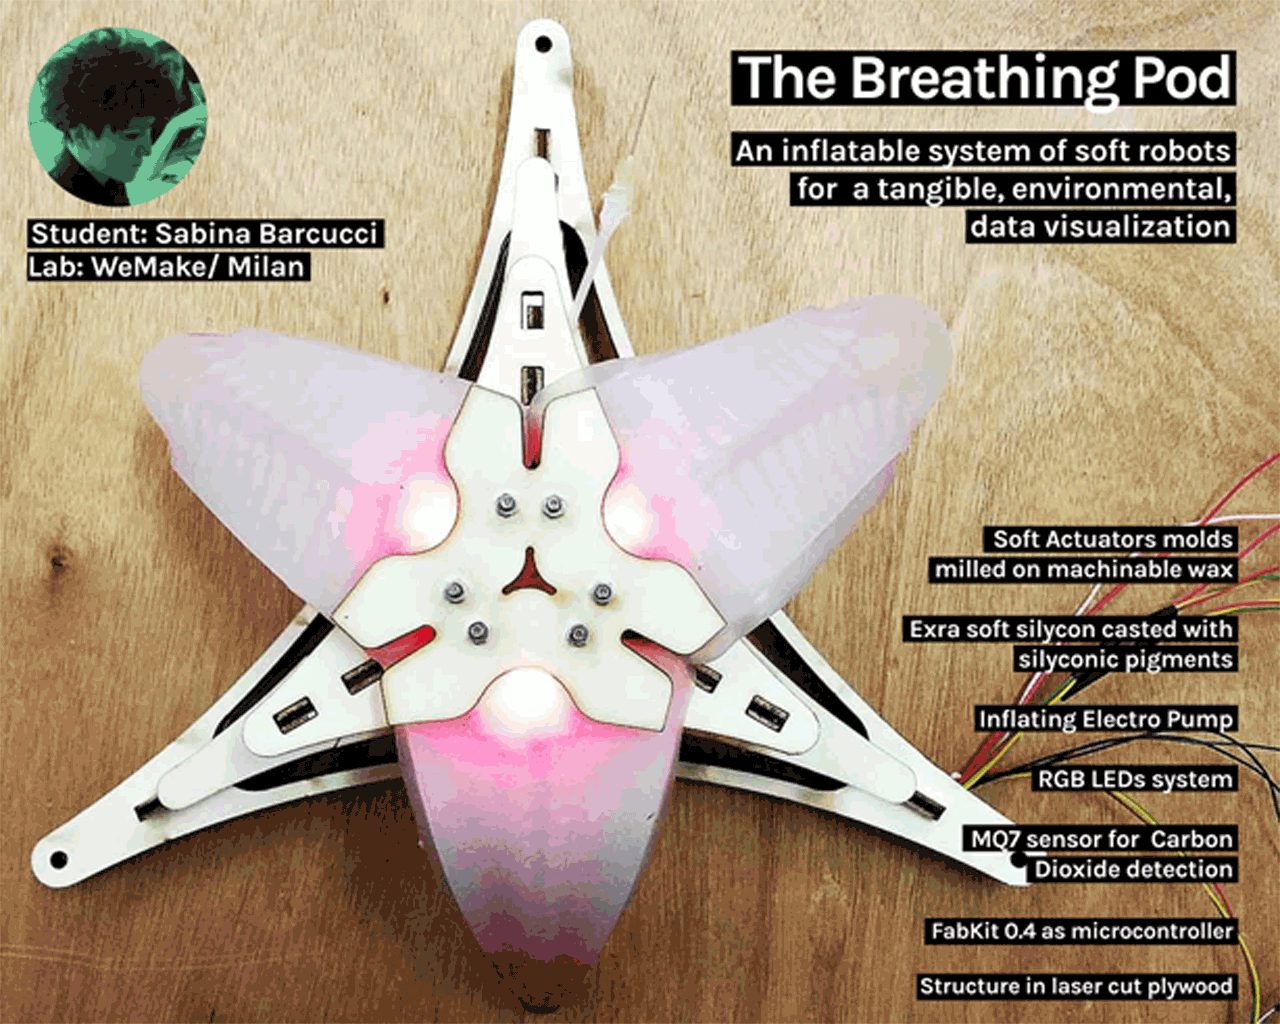 The Breathing Pod
An inflatable system of soft robots
for a tangible, environmental,
data visualization
Student: Sabina Barcucci
Lab: WeMake/ Milan
Soft Actuators molds
milled on machinable wax
Exra soft silycon casted with
silyconic pigments
Inflating Electro Pump
RGB LEDs system
MQ7 sensor for Carbon
Dioxide detection
FabKit 0.4 as microcontroller
Structure in laser cut plywood